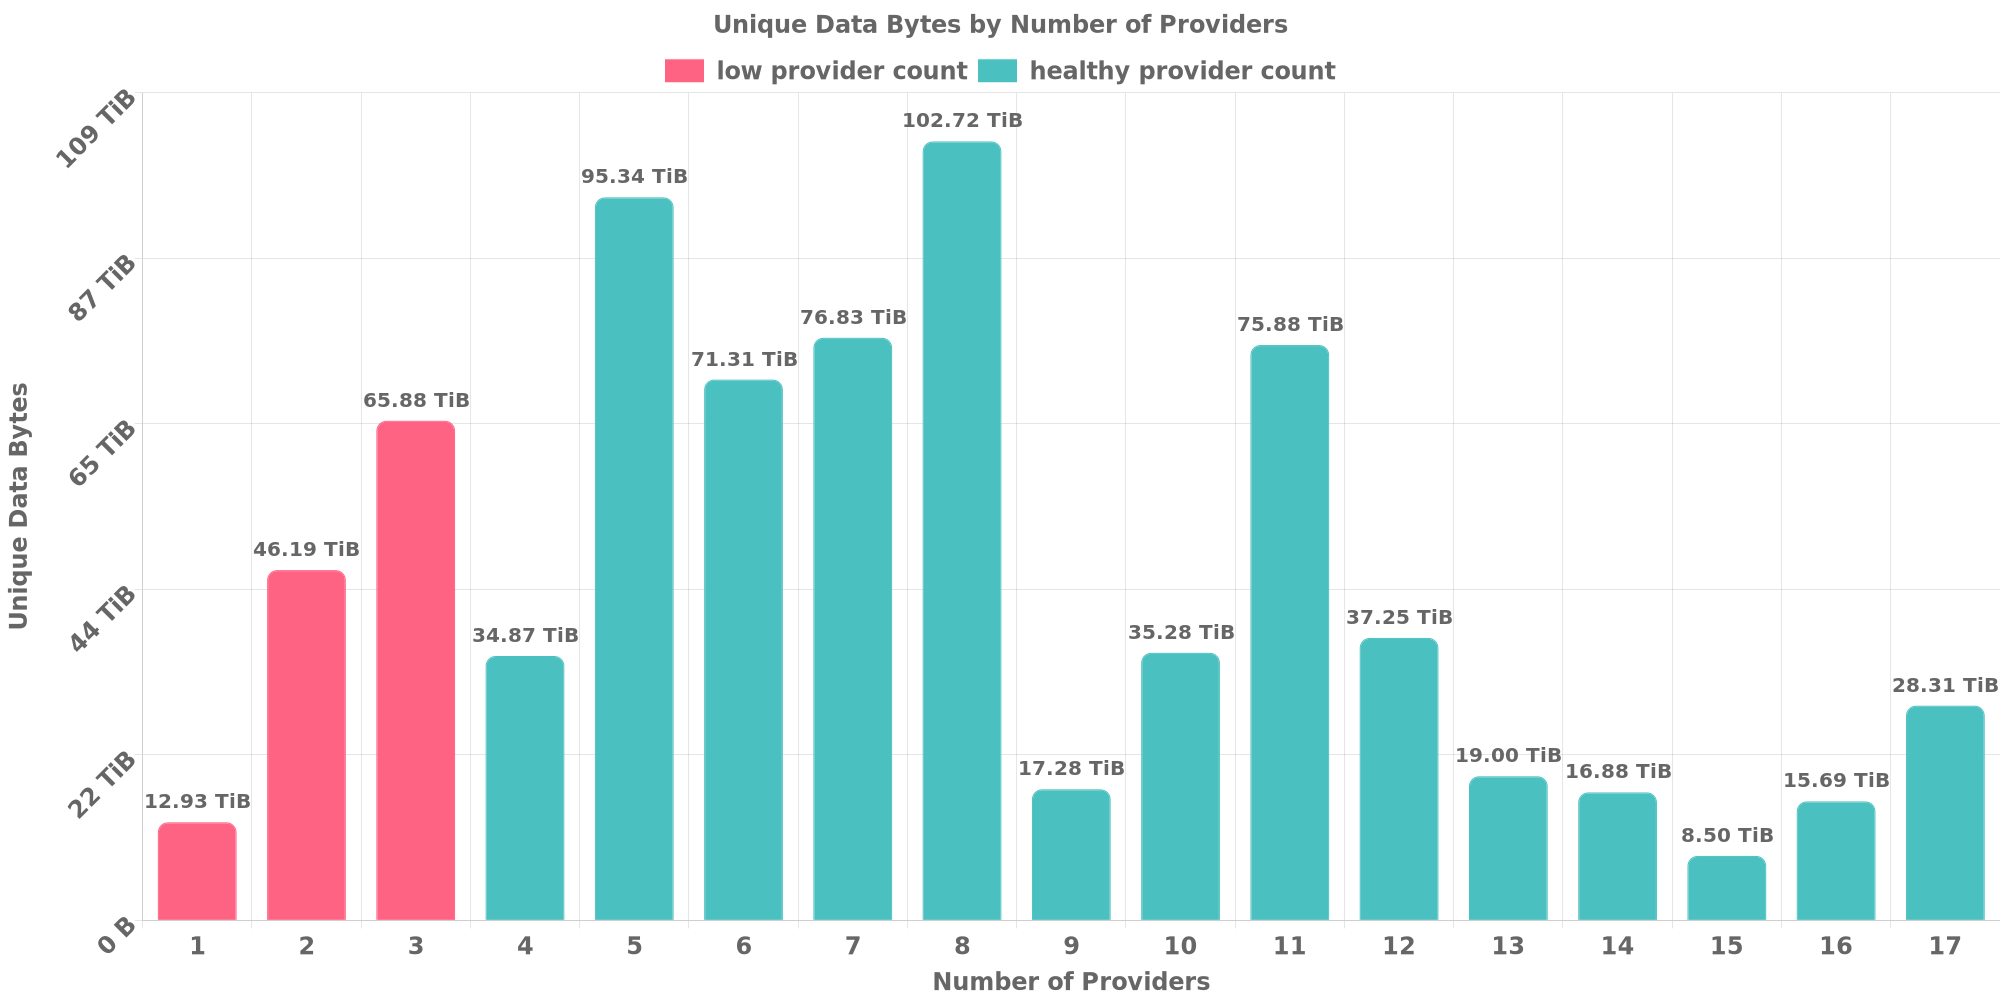 Unique Data Bytes by Number of Providers
low provider count healthy provider count
109 TiB
87 TiB
65 TiB
44 TiB
22 TiB
0 B
Unique Data Bytes
12.93 TiB
46.19 TiB
65.88 TiB
34.87 TiB
95.34 TiB
71.31 TiB
76.83 TiB
102.72 TiB
17.28 TiB
35.28 TiB
75.88 TiB
37.25 TiB
19.00 TiB
16.88 TiB
8.50 TiB
15.69 TiB
28.31 TiB
1 2 3 4 5 6 7 8 9 10 11 12 13 14 15 16 17
Number of Providers